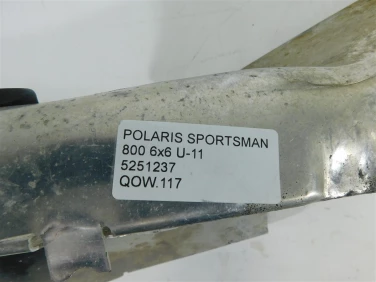 POLARIS SPORTSMAN
800 6x6 U-11
5251237
QOW.117